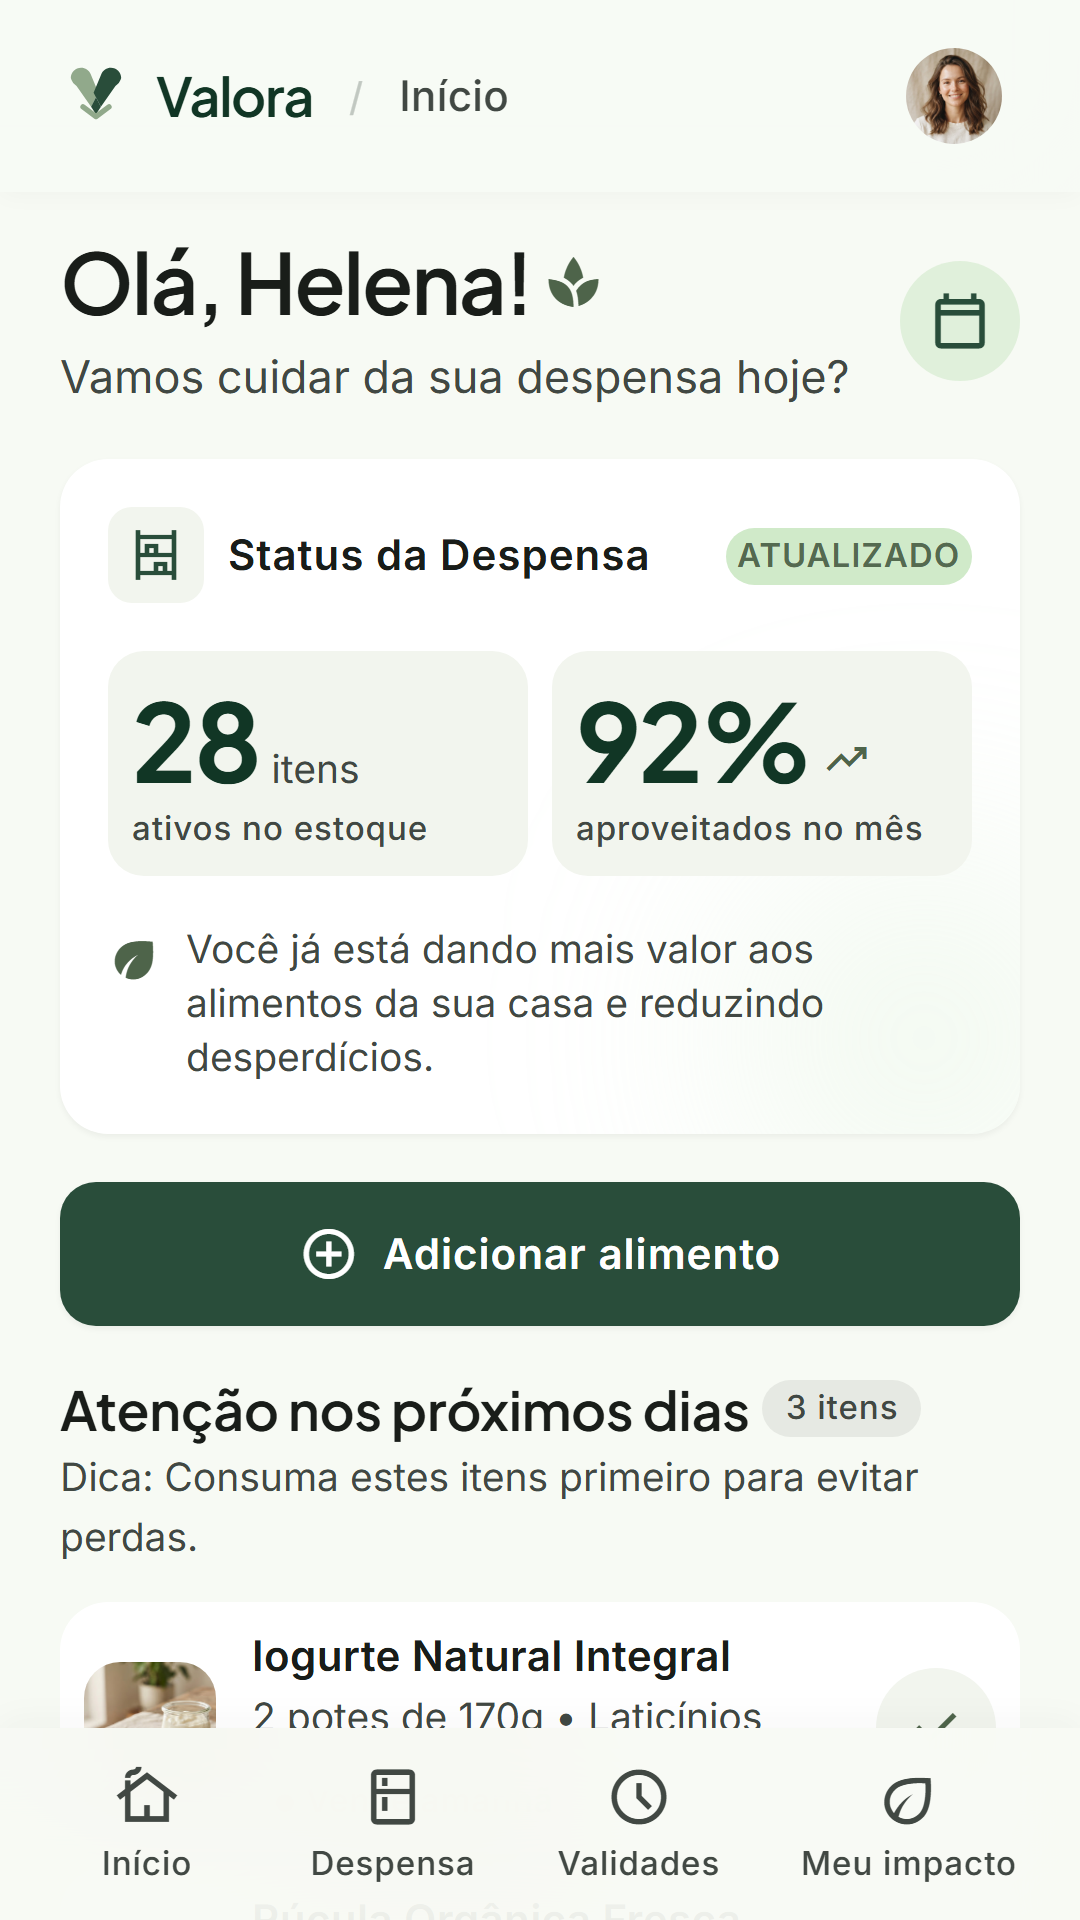 Valora / Início
Olá, Helena!
Vamos cuidar da sua despensa hoje?
Status da Despensa
ATUALIZADO
28 itens
ativos no estoque
92%
aproveitados no mês
Você já está dando mais valor aos
alimentos da sua casa e reduzindo
desperdícios.
Adicionar alimento
Atenção nos próximos dias
3 itens
Dica: Consuma estes itens primeiro para evitar
perdas.
Iogurte Natural Integral
2 potes de 170g • Laticínios
Início
Despensa
Validades
Meu impacto
Rúcula Orgânica Fresca